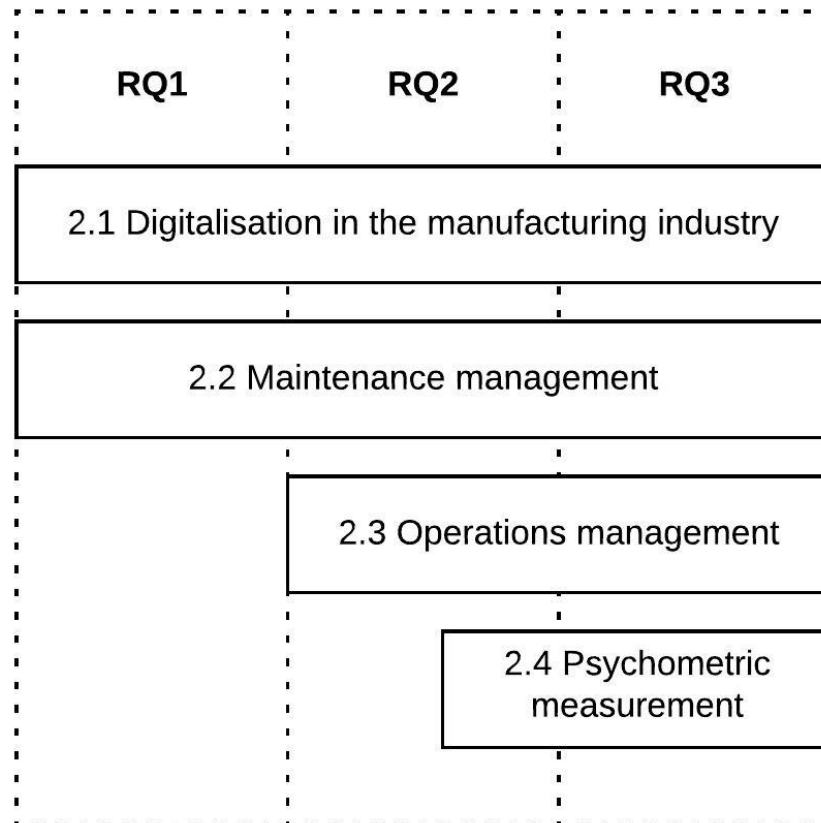 RQ1 RQ2 RQ3
2.1 Digitalisation in the manufacturing industry
2.2 Maintenance management
2.3 Operations management
2.4 Psychometric
measurement